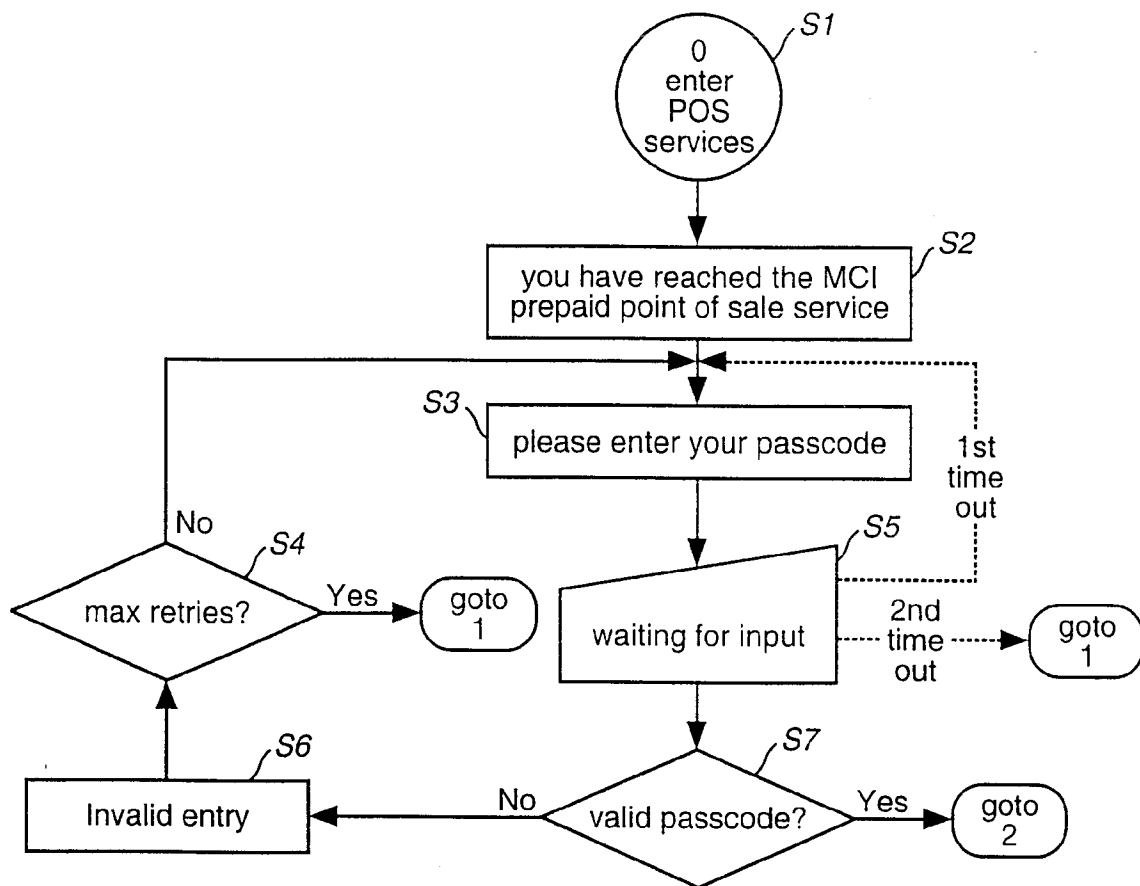 S1
0
enter
POS
services
S2
you have reached the MCI
prepaid point of sale service
S3
please enter your passcode
1st
time
out
No
S4
max retries?
Yes
goto
1
S5
waiting for input
2nd
time
out
goto
1
S6
Invalid entry
No
S7
valid passcode?
Yes
goto
2